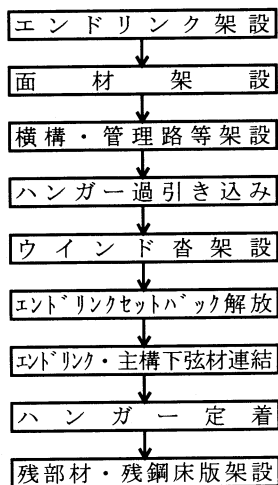 エンドリンク架設
面材架設
横構・管理路等架設
ハンガー過引き込み
ウインド沓架設
エンドリンクセットバック解放
エンドリンク・主構下弦材連結
ハンガー定着
残部材・残鋼床版架設